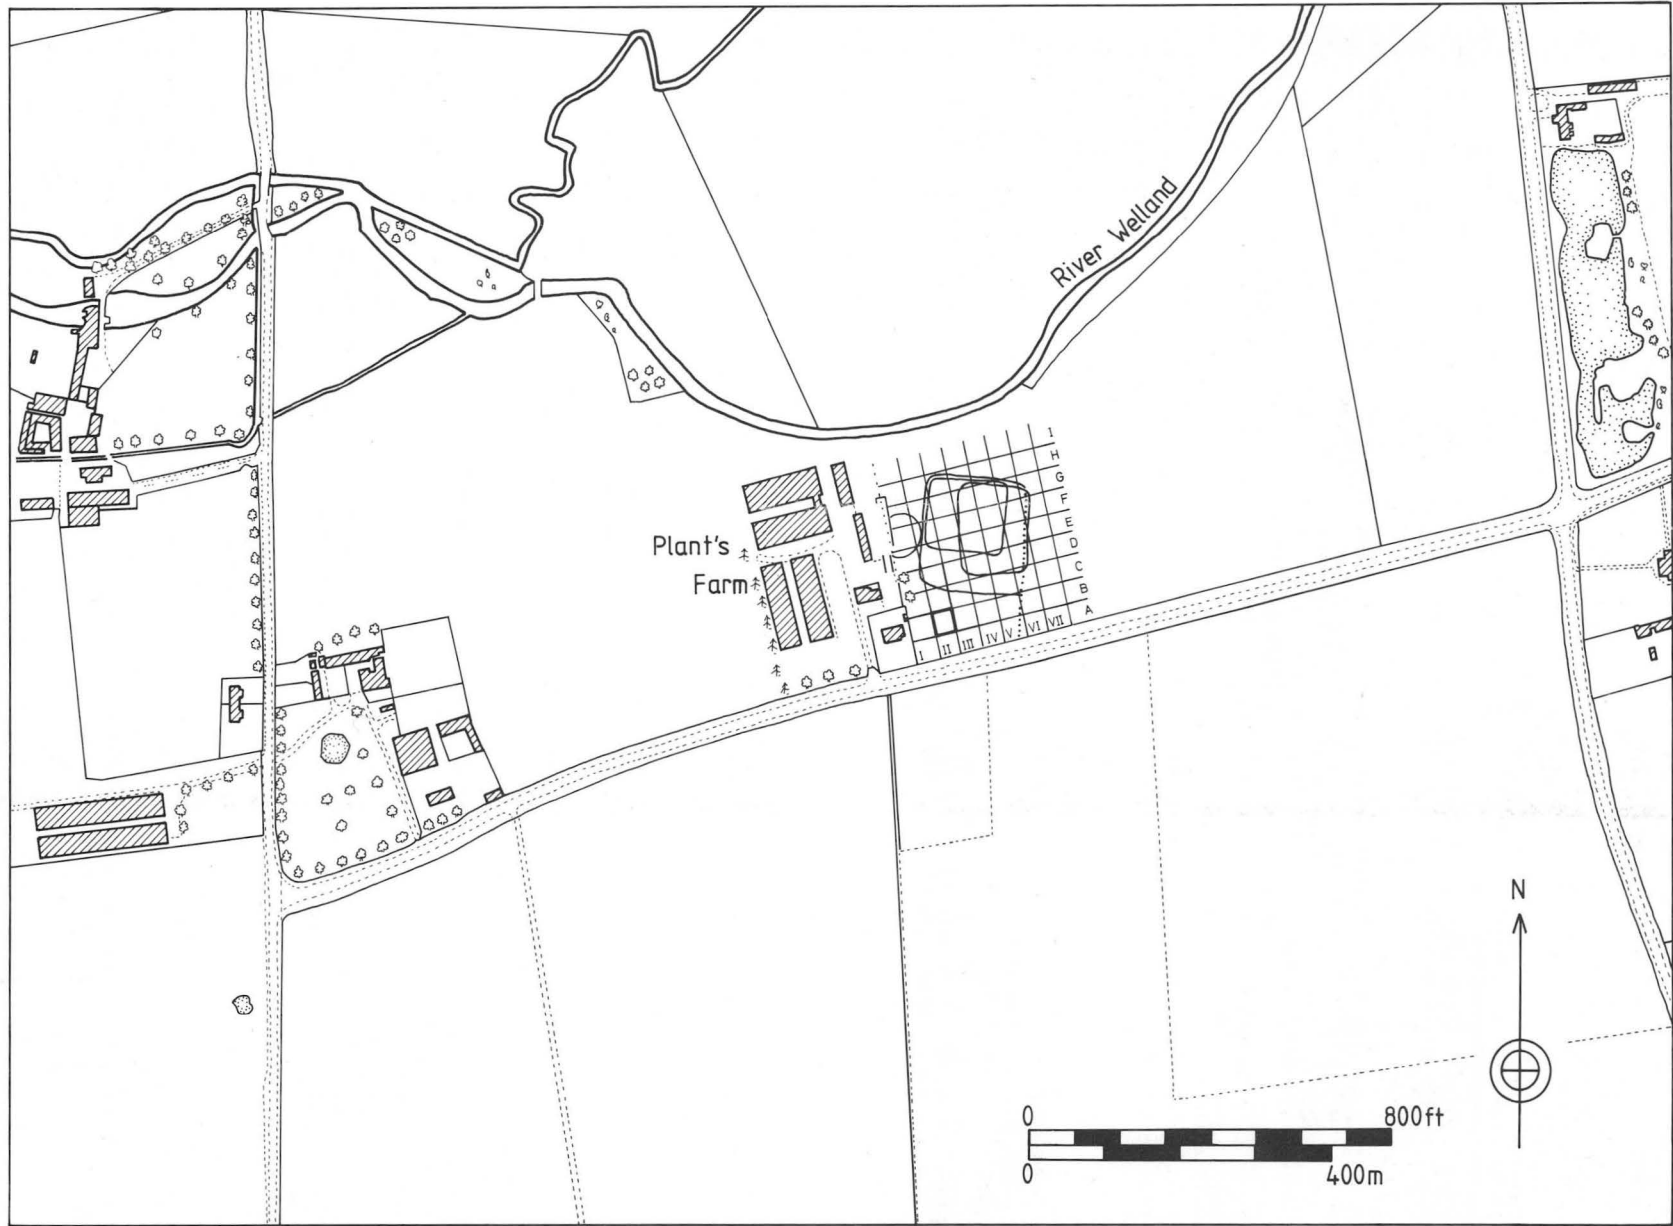 River Welland
Plant's
Farm
I
H
G
F
E
D
C
B
A
I II III IV V VI VII
N
0 800ft
0 400m